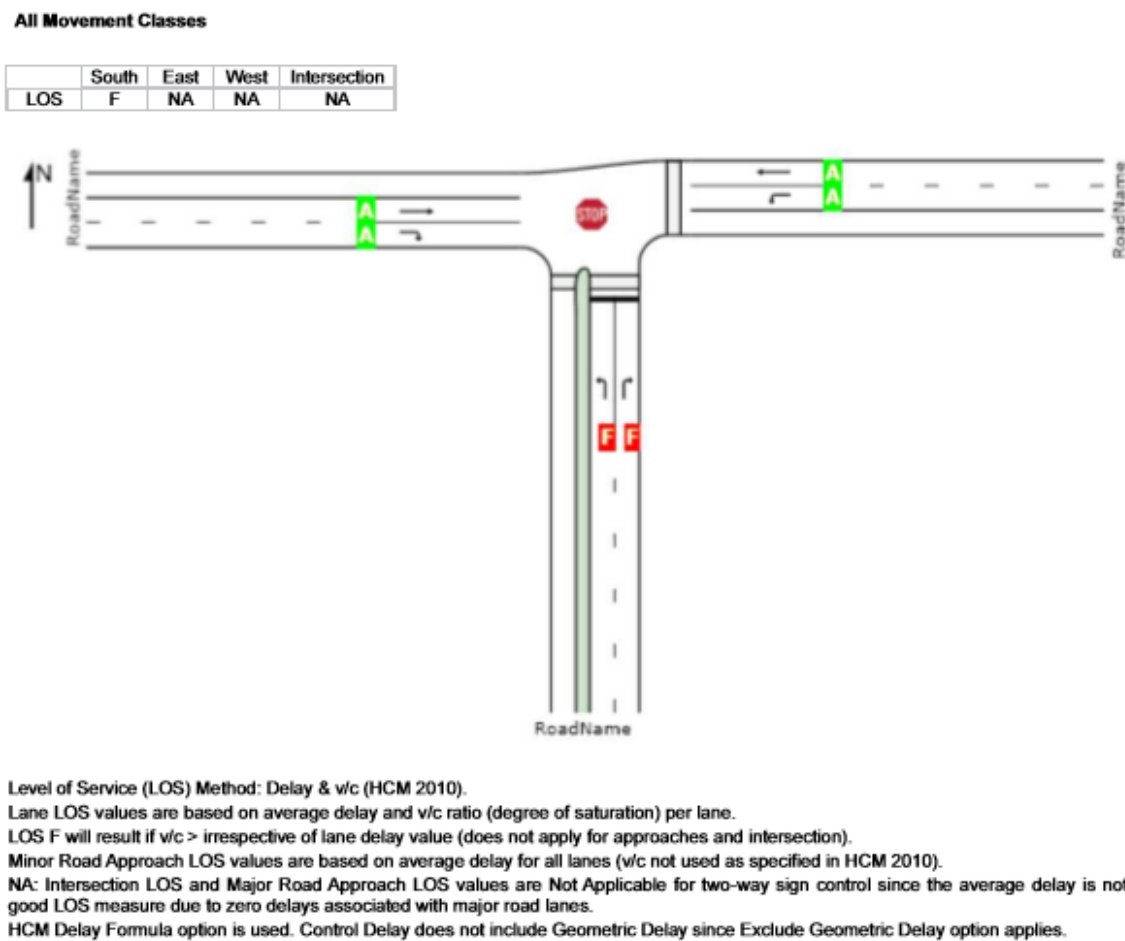 All Movement Classes
South East West Intersection
LOS F NA NA NA
N
RoadName
RoadName
A
A
STOP
A
A
F F
RoadName
Level of Service (LOS) Method: Delay & v/c (HCM 2010).
Lane LOS values are based on average delay and v/c ratio (degree of saturation) per lane.
LOS F will result if v/c > irrespective of lane delay value (does not apply for approaches and intersection).
Minor Road Approach LOS values are based on average delay for all lanes (v/c not used as specified in HCM 2010).
NA: Intersection LOS and Major Road Approach LOS values are Not Applicable for two-way sign control since the average delay is not
good LOS measure due to zero delays associated with major road lanes.
HCM Delay Formula option is used. Control Delay does not include Geometric Delay since Exclude Geometric Delay option applies.